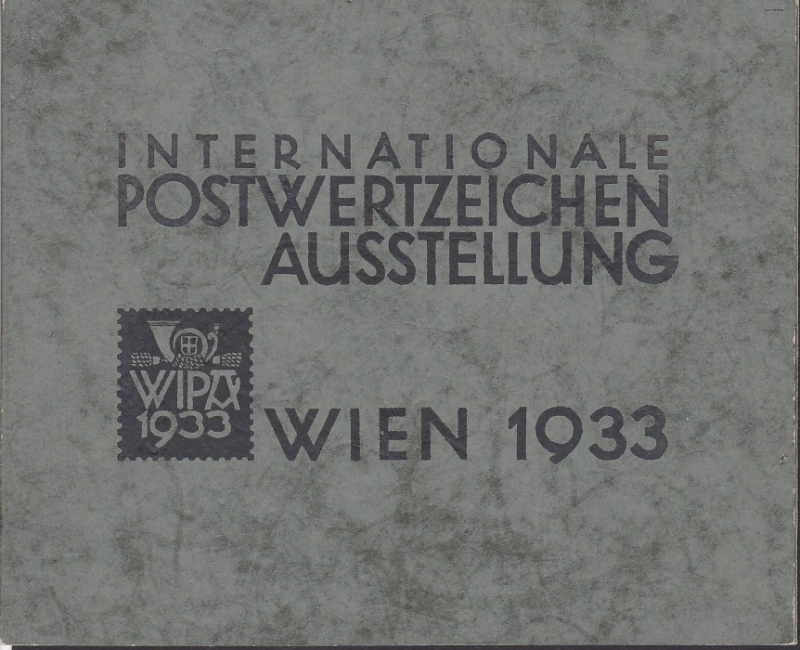 INTERNATIONALE
POSTWERTZEICHEN
AUSSTELLUNG
WIPA
1933
WIEN 1933